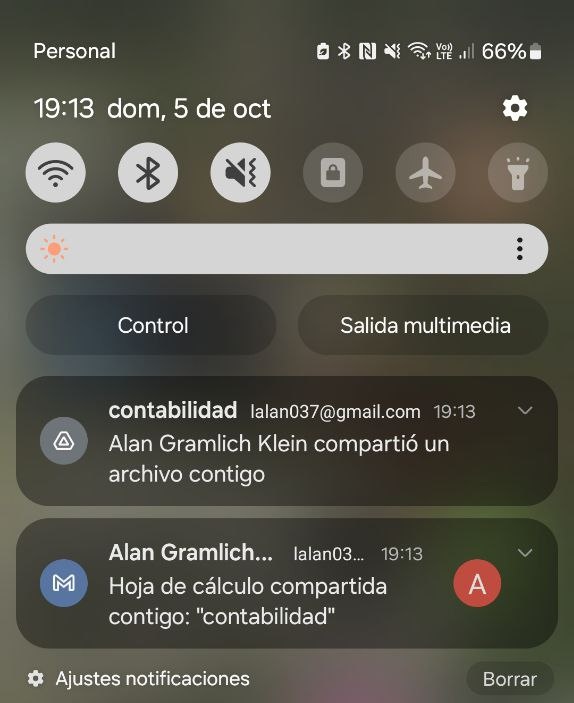 Personal
Vo))
LTE
66%
19:13 dom, 5 de oct
Control
Salida multimedia
contabilidad lalan037@gmail.com 19:13
Alan Gramlich Klein compartió un
archivo contigo
Alan Gramlich... lalan03... 19:13
Hoja de cálculo compartida
contigo: "contabilidad"
A
Ajustes notificaciones
Borrar